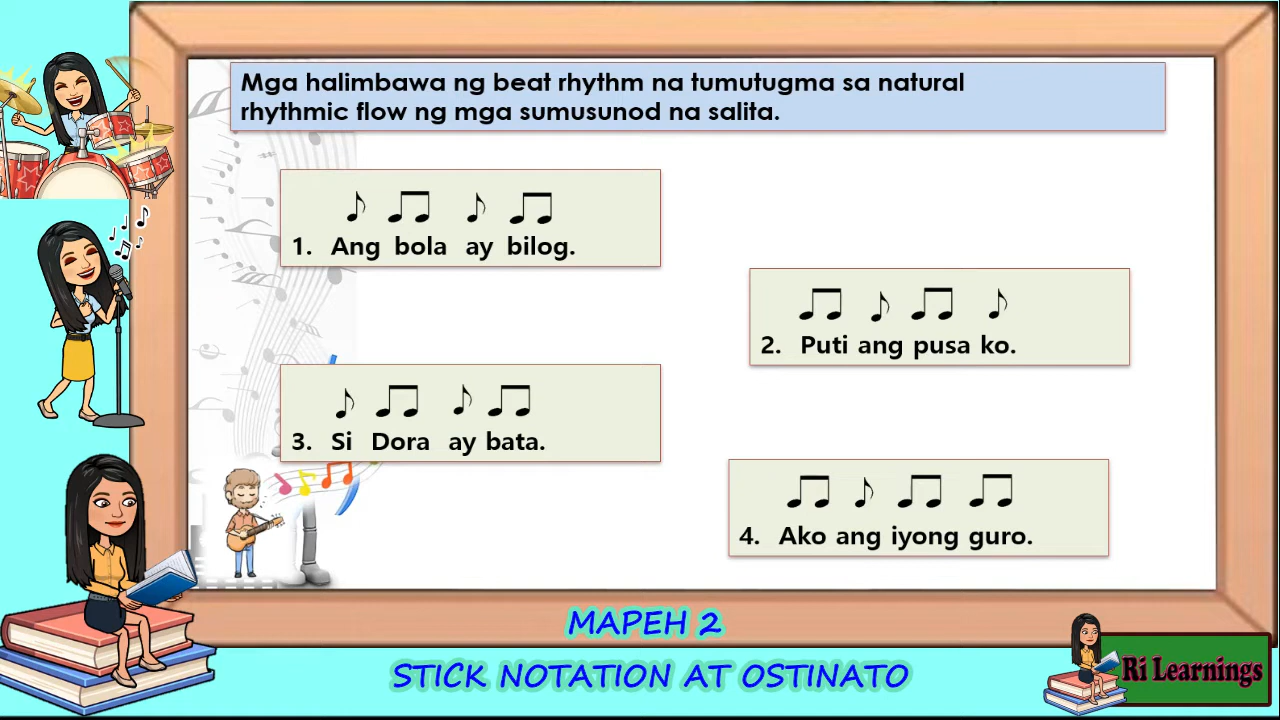 Mga halimbawa ng beat rhythm na tumutugma sa natural
rhythmic flow ng mga sumusunod na salita.
1. Ang bola ay bilog.
2. Puti ang pusa ko.
3. Si Dora ay bata.
4. Ako ang iyong guro.
MAPEH 2
STICK NOTATION AT OSTINATO
Ri Learnings